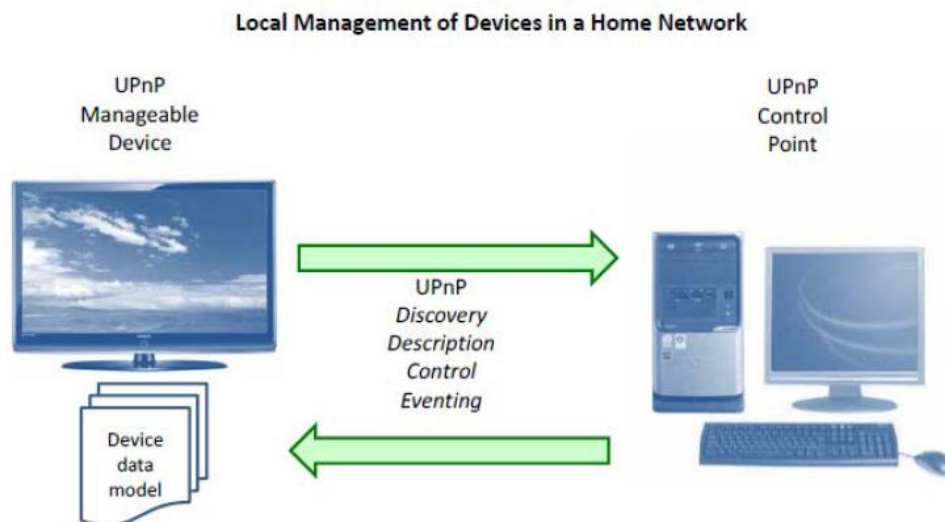 Local Management of Devices in a Home Network
UPnP
Manageable
Device
UPnP
Control
Point
UPnP
Discovery
Description
Control
Eventing
Device
data
model